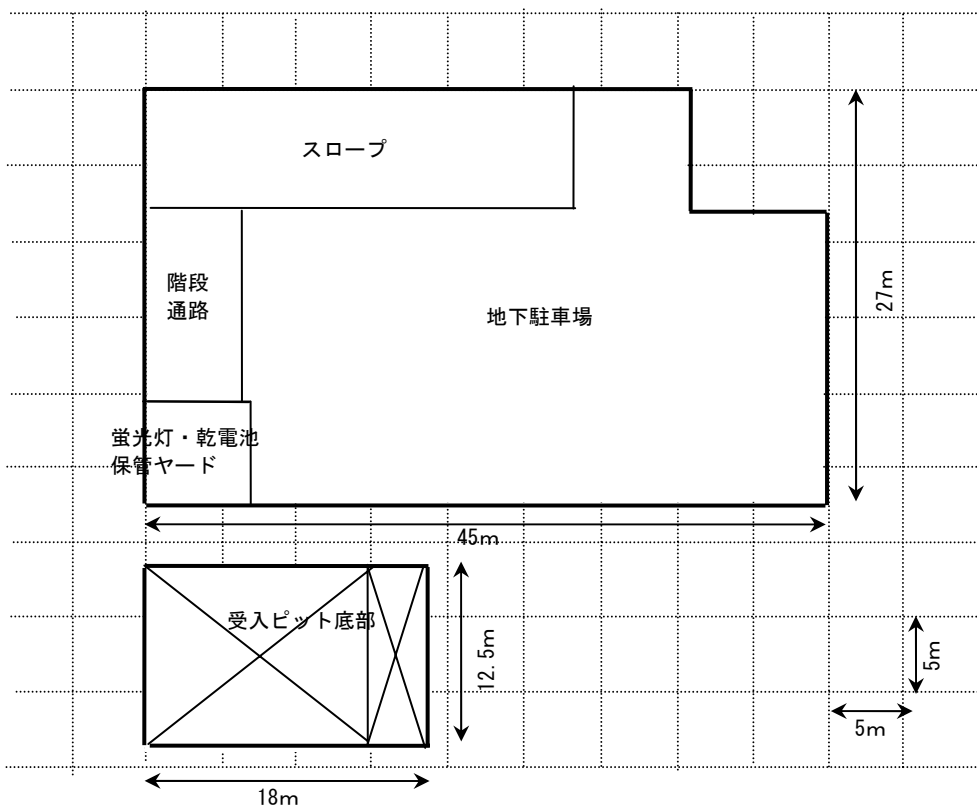 スロープ
階段
通路
地下駐車場
27m
蛍光灯・乾電池
保管ヤード
45m
受入ピット底部
12.5m
5m
5m
18m